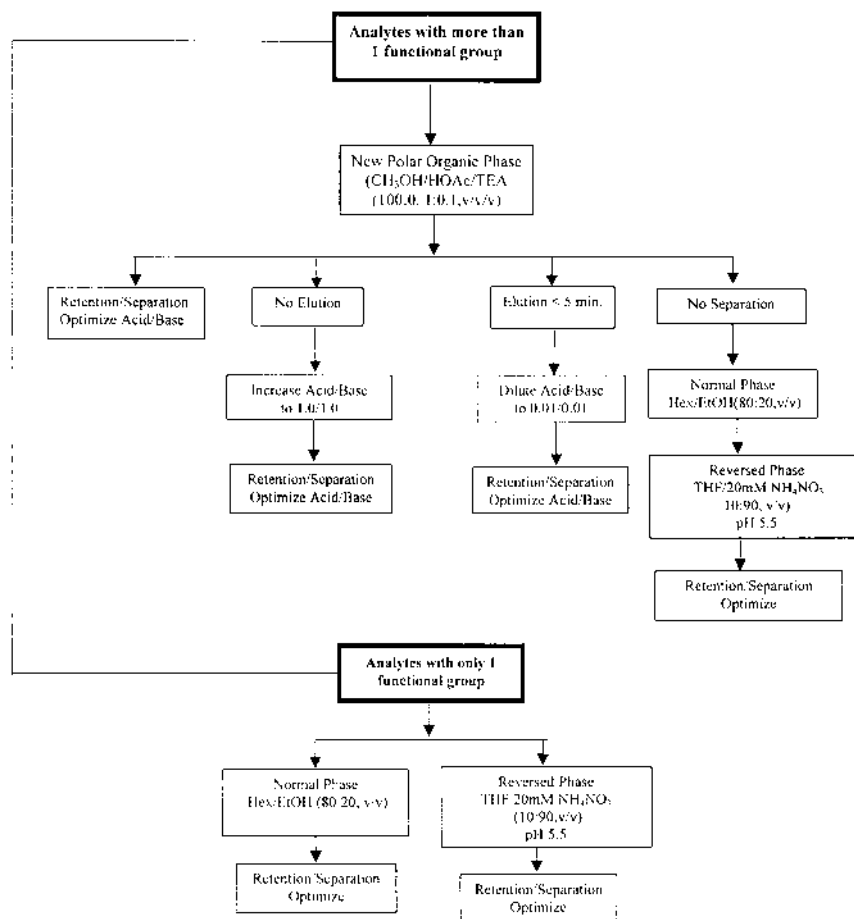 Analytes with more than
1 functional group
New Polar Organic Phase
(CH₃OH/HOAc/TEA
(100.0. 1:0.1,v/v/v)
Retention/Separation
Optimize Acid/Base
No Elution
Elution < 5 min.
No Separation
Increase Acid/Base
to 1.0/1.0
Dilute Acid/Base
to 0.01/0.01
Normal Phase
Hex/EtOH(80:20,v/v)
Retention/Separation
Optimize Acid/Base
Retention/Separation
Optimize Acid/Base
Reversed Phase
THF/20mM NH₄NO₃
10:90, v/v)
pH 5.5
Retention/Separation
Optimize
Analytes with only 1
functional group
Normal Phase
Hex/EtOH (80:20, v/v)
Reversed Phase
THF 20mM NH₄NO₃
(10:90,v/v)
pH 5.5
Retention/Separation
Optimize
Retention/Separation
Optimize